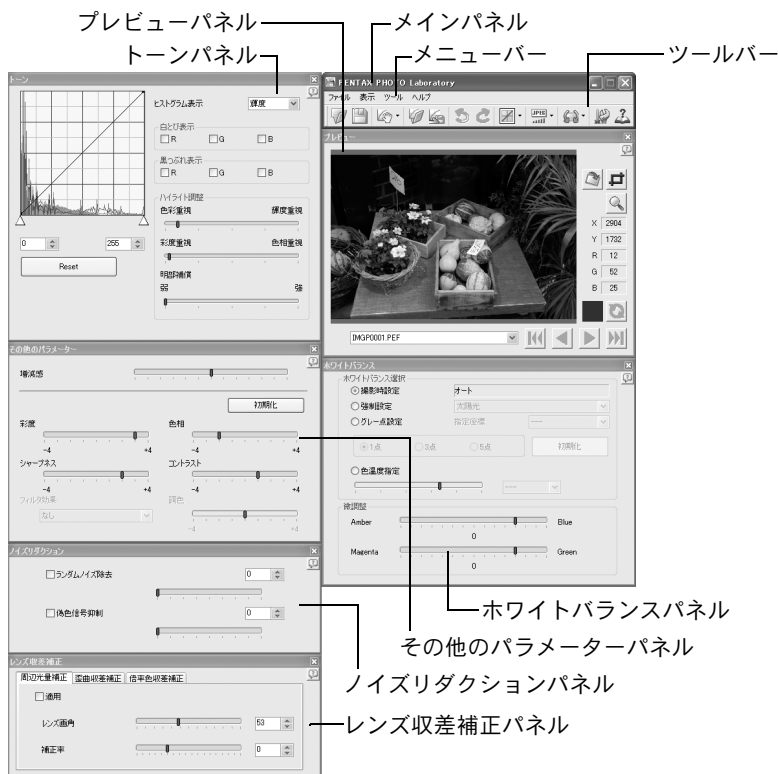 プレビューパネル
メインパネル
トーンパネル
メニューバー
ツールバー
トーン
ヒストグラム表示 輝度
白とび表示
R G B
黒つぶれ表示
R G B
ハイライト調整
色彩重視 輝度重視
彩度重視 色相重視
明部補償
弱 強
0 255
Reset
PENTAX PHOTO Laboratory
ファイル 表示 ツール ヘルプ
JPEG
プレビュー
X 2904
Y 1732
R 12
G 52
B 25
IMGP0001.PEF
その他のパラメーター
増減感
初期化
彩度 色相
-4 +4 -4 +4
シャープネス コントラスト
-4 +4 -4 +4
フィルタ効果 調色
なし
-4 +4
ホワイトバランス
ホワイトバランス選択
撮影時設定 オート
強制設定 太陽光
グレー点設定 指定座標 ----
1点 3点 5点 初期化
色温度指定
----
微調整
Amber Blue
0
Magenta Green
0
ノイズリダクション
ランダムノイズ除去 0
偽色信号抑制 0
レンズ収差補正
周辺光量補正 歪曲収差補正 倍率色収差補正
適用
レンズ画角 53
補正率 0
ホワイトバランスパネル
その他のパラメーターパネル
ノイズリダクションパネル
レンズ収差補正パネル